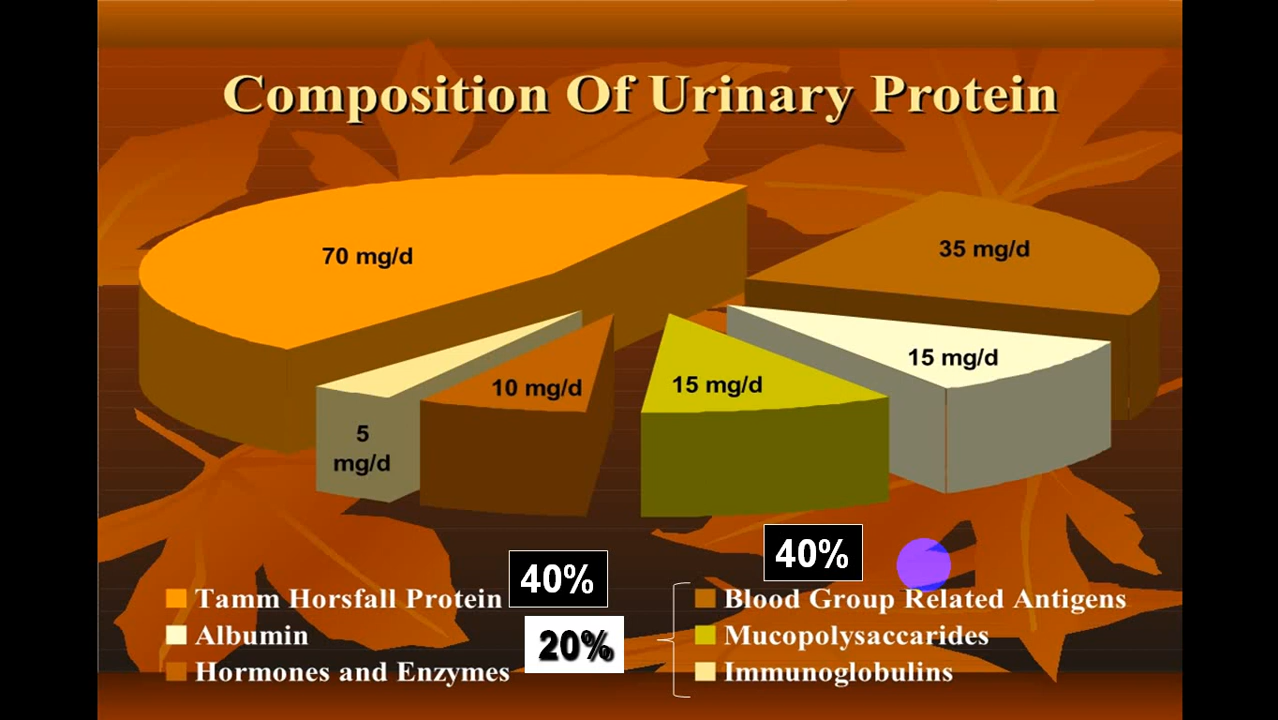 Composition Of Urinary Protein
70 mg/d
35 mg/d
15 mg/d
10 mg/d
15 mg/d
5
mg/d
40%
40%
Tamm Horsfall Protein
Blood Group Related Antigens
Albumin
20%
Mucopolysaccarides
Hormones and Enzymes
Immunoglobulins